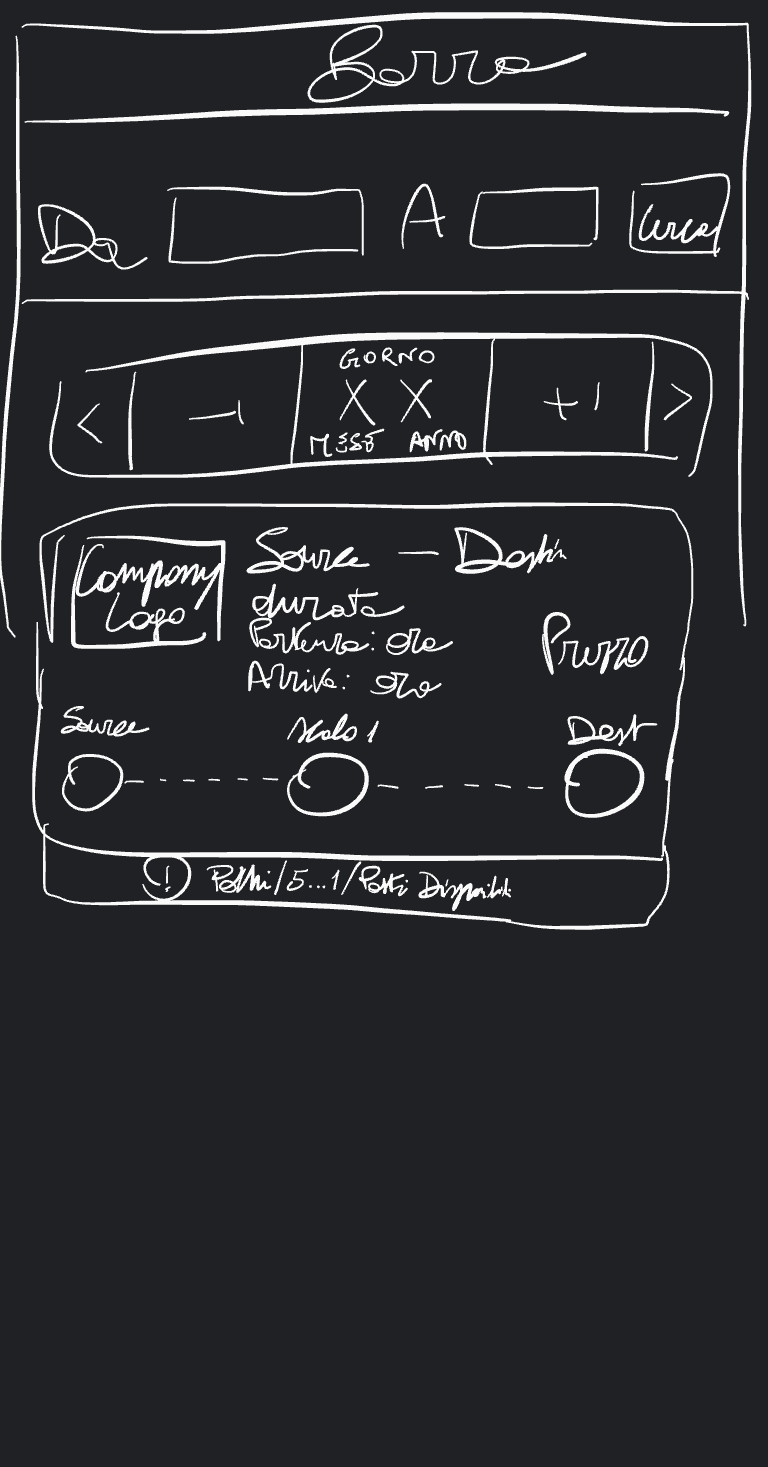 Barra
Da A Cerca
< -1 GIORNO X X MESE ANNO +1 >
Company
Logo
Source — Destin
durata
Partenza: ora
Arrivo: ora
Prezzo
Source Scalo 1 Dest
! Pochi/5...1/Posti Disponibili